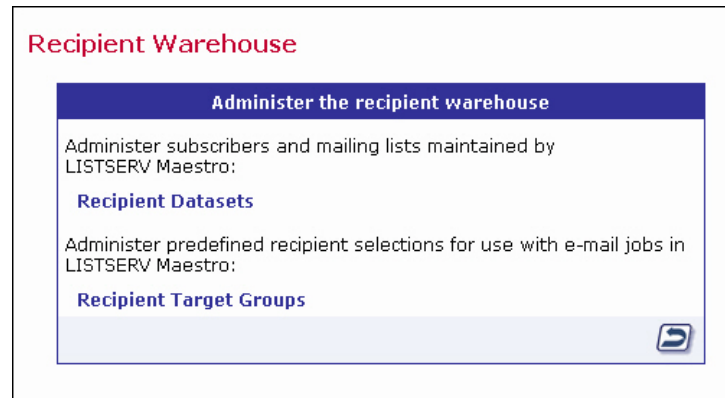 Recipient Warehouse
Administer the recipient warehouse
Administer subscribers and mailing lists maintained by
LISTSERV Maestro:
Recipient Datasets
Administer predefined recipient selections for use with e-mail jobs in
LISTSERV Maestro:
Recipient Target Groups